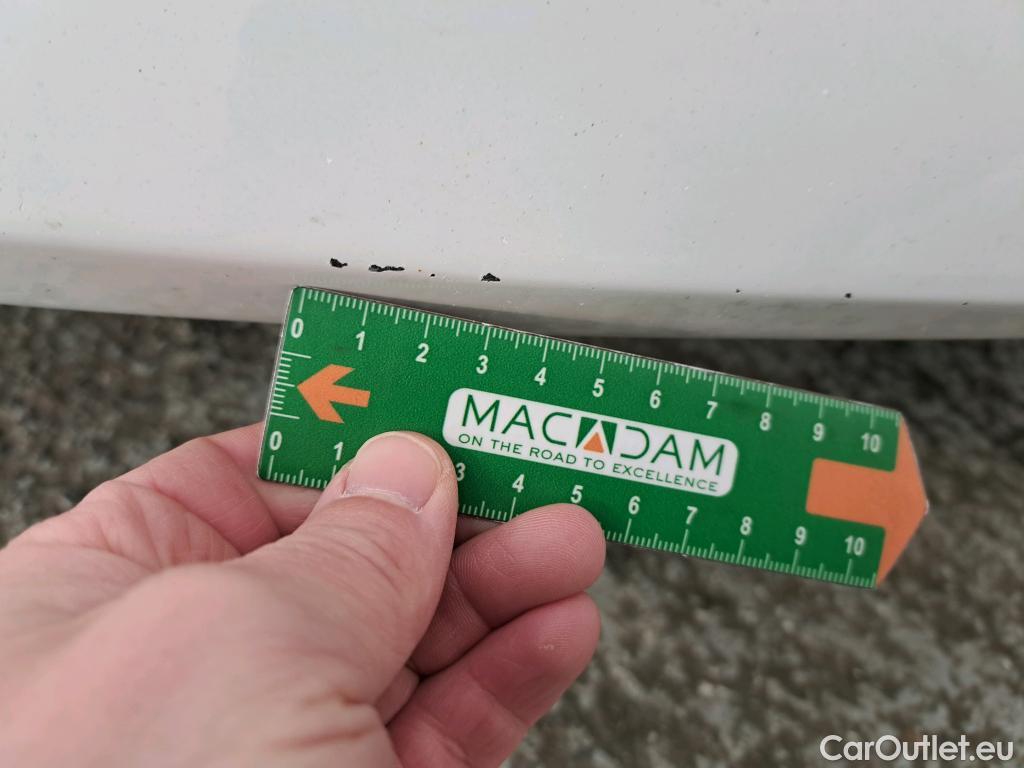 0 1 2 3 4 5 6 7 8 9 10
MACADAM
ON THE ROAD TO EXCELLENCE
0 1 3 4 5 6 7 8 9 10
CarOutlet.eu